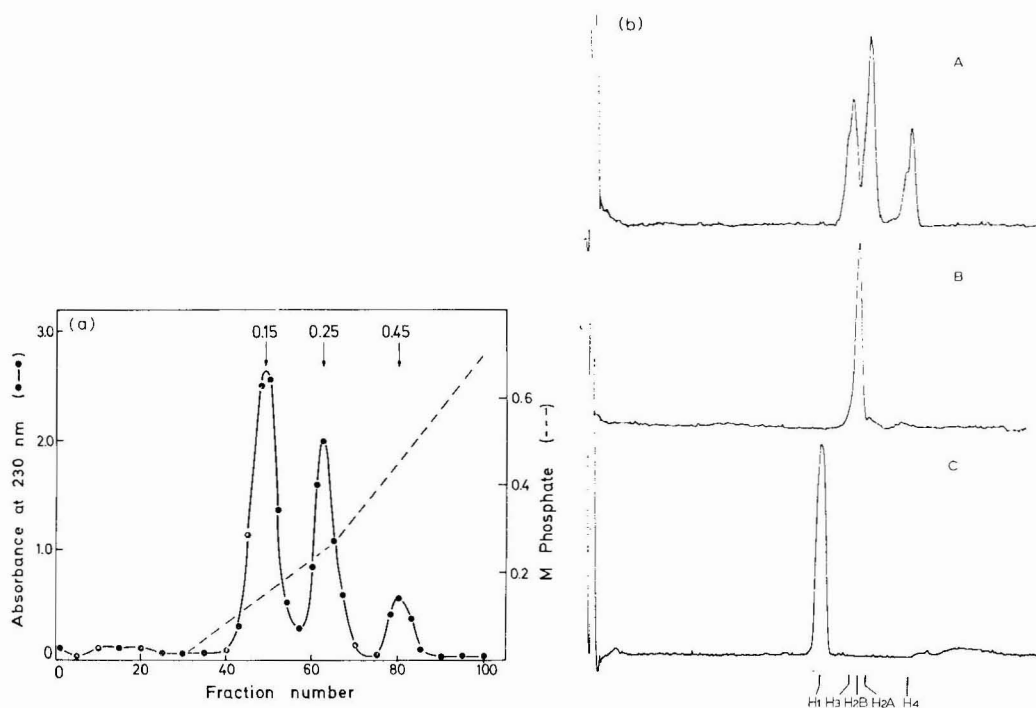 (b)
A
B
C
H1 H3 H2B H2A H4
(a)
0.15 0.25 0.45
3.0
2.0
1.0
0
Absorbance at 230 nm (●—●)
0.6
0.4
0.2
M Phosphate (---)
0 20 40 60 80 100
Fraction number